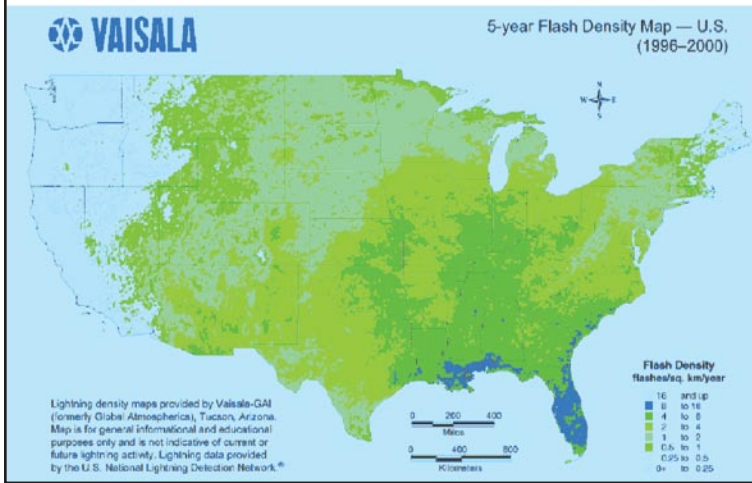 VAISALA
5-year Flash Density Map — U.S.
(1996–2000)
N
W E
S
Lightning density maps provided by Vaisala-GAI
(formerly Global Atmospherics), Tucson, Arizona.
Map is for general informational and educational
purposes only and is not indicative of current or
future lightning activity. Lightning data provided
by the U.S. National Lightning Detection Network.®
0 200 400
Miles
0 400 800
Kilometers
Flash Density
flashes/sq. km/year
16 and up
8 to 16
4 to 8
2 to 4
1 to 2
0.5 to 1
0.25 to 0.5
0+ to 0.25